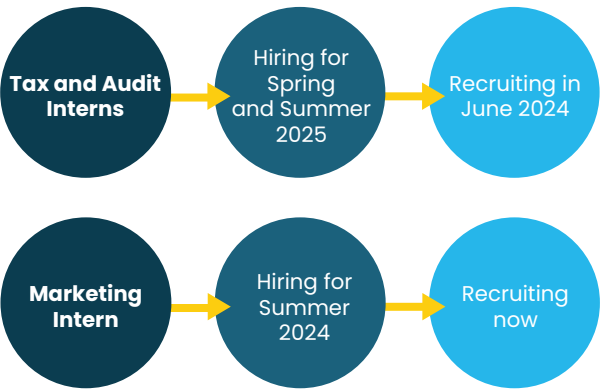 Tax and Audit
Interns
Hiring for
Spring
and Summer
2025
Recruiting in
June 2024
Marketing
Intern
Hiring for
Summer
2024
Recruiting
now